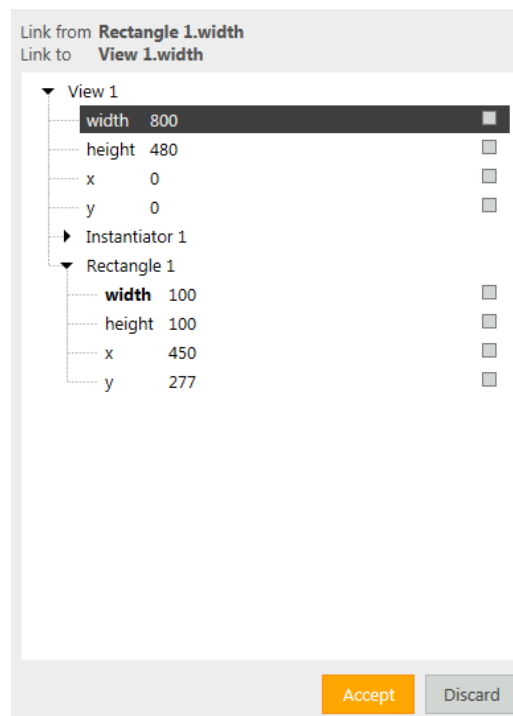 Link from Rectangle 1.width
Link to View 1.width
View 1
width 800
height 480
x 0
y 0
Instantiator 1
Rectangle 1
width 100
height 100
x 450
y 277
Accept Discard